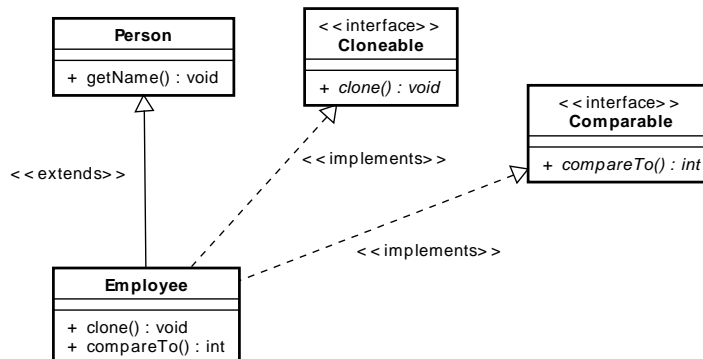 Person
+ getName() : void
<<interface>>
Cloneable
+ clone() : void
<<interface>>
Comparable
+ compareTo() : int
<<extends>>
<<implements>>
<<implements>>
Employee
+ clone() : void
+ compareTo() : int